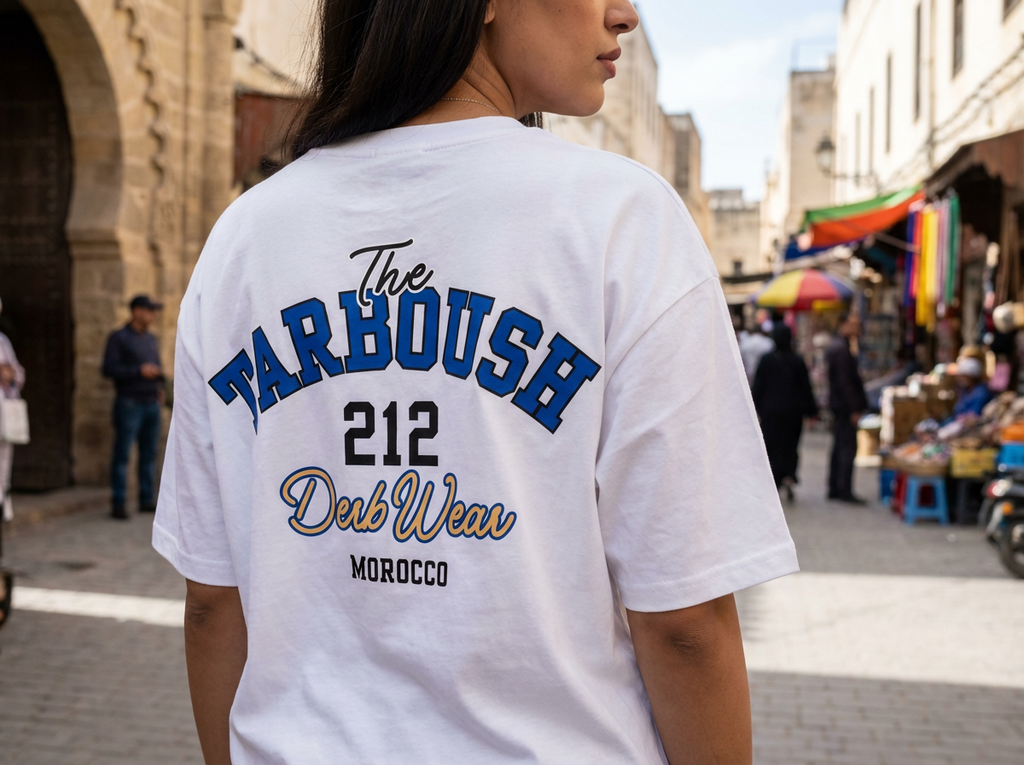 The
TARBOUSH
212
Derb Wear
MOROCCO